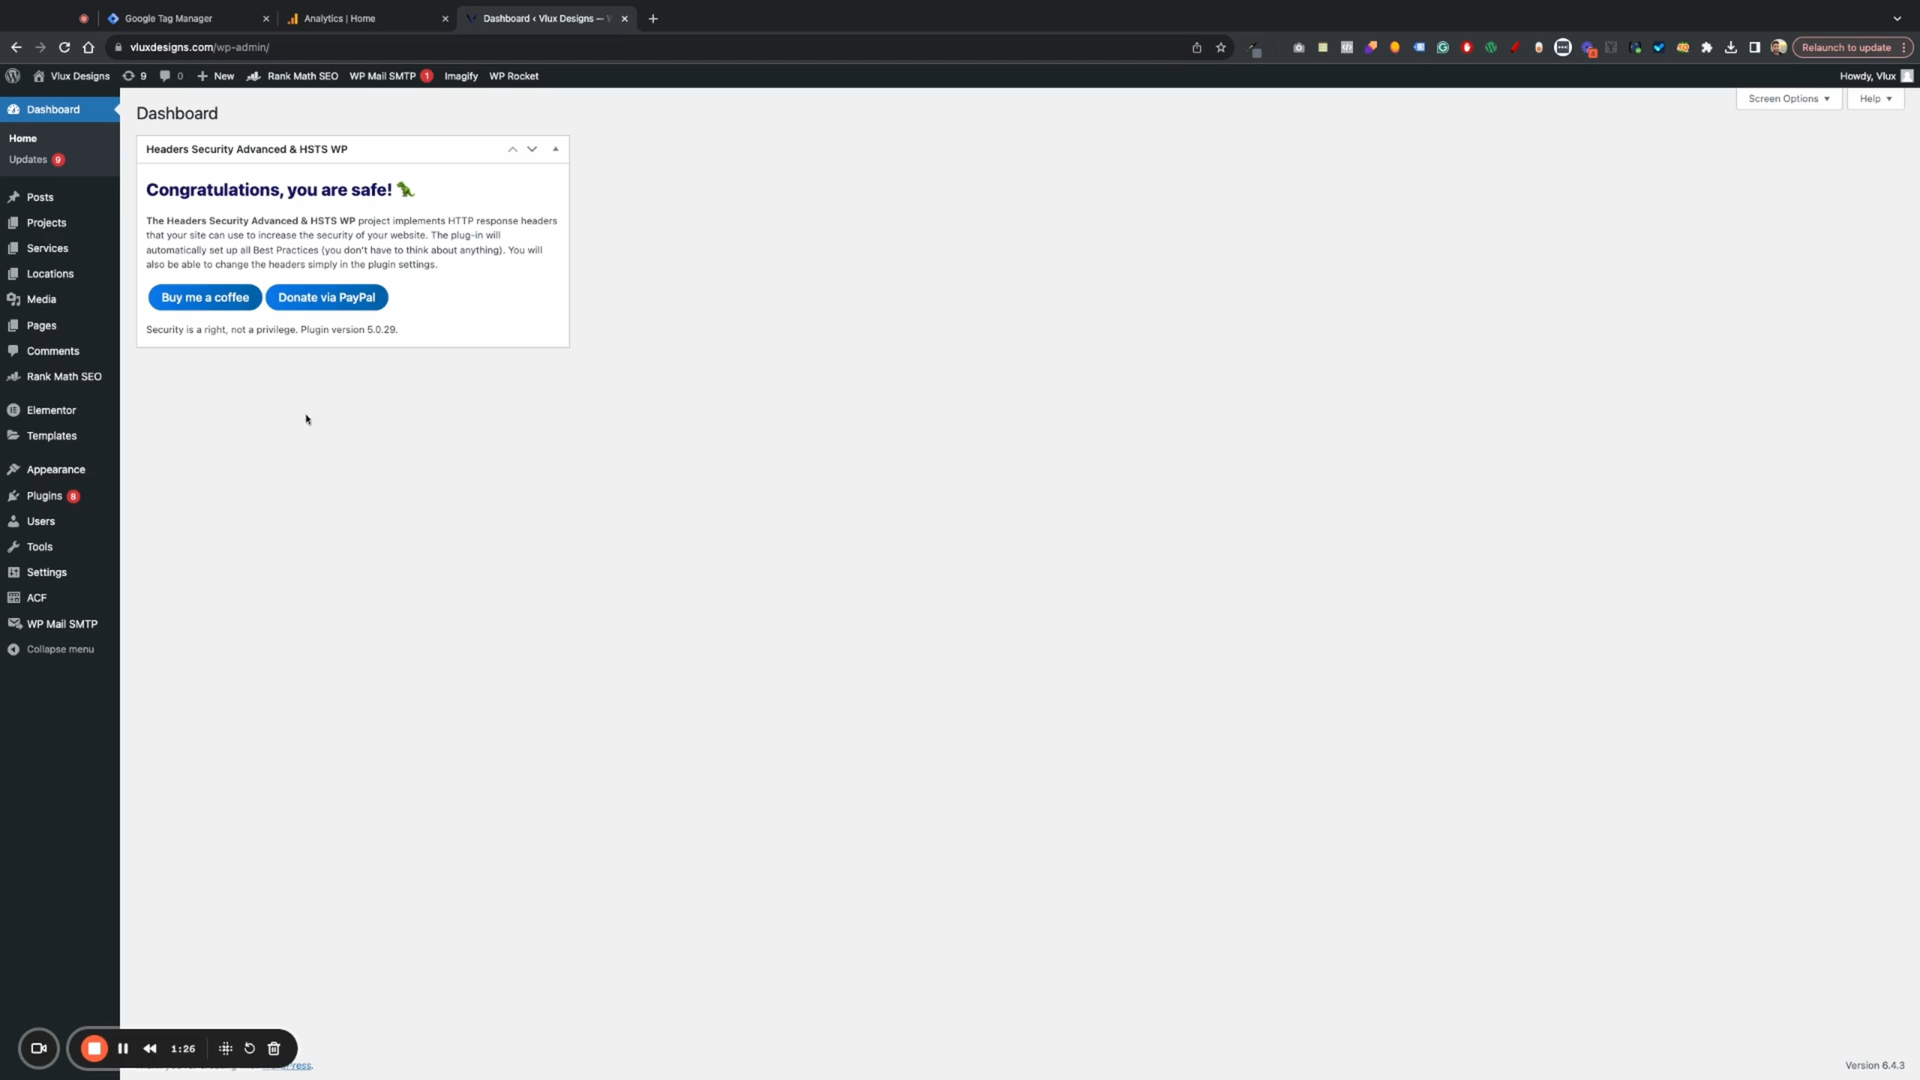 Google Tag Manager
Analytics | Home
Dashboard ‹ Vlux Designs —
vluxdesigns.com/wp-admin/
Relaunch to update
Vlux Designs
9
0
New
Rank Math SEO
WP Mail SMTP 1
Imagify
WP Rocket
Howdy, Vlux
Dashboard
Home
Updates 9
Posts
Projects
Services
Locations
Media
Pages
Comments
Rank Math SEO
Elementor
Templates
Appearance
Plugins 8
Users
Tools
Settings
ACF
WP Mail SMTP
Collapse menu
Screen Options
Help
Dashboard
Headers Security Advanced & HSTS WP
Congratulations, you are safe! 🦖
The Headers Security Advanced & HSTS WP project implements HTTP response headers
that your site can use to increase the security of your website. The plug-in will
automatically set up all Best Practices (you don't have to think about anything). You will
also be able to change the headers simply in the plugin settings.
Buy me a coffee
Donate via PayPal
Security is a right, not a privilege. Plugin version 5.0.29.
1:26
Version 6.4.3